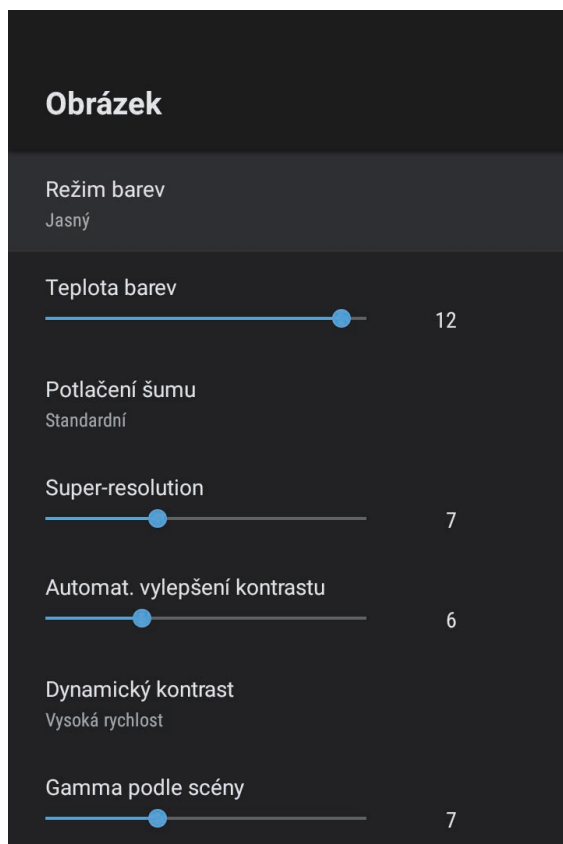 Obrázek
Režim barev
Jasný
Teplota barev
12
Potlačení šumu
Standardní
Super-resolution
7
Automat. vylepšení kontrastu
6
Dynamický kontrast
Vysoká rychlost
Gamma podle scény
7